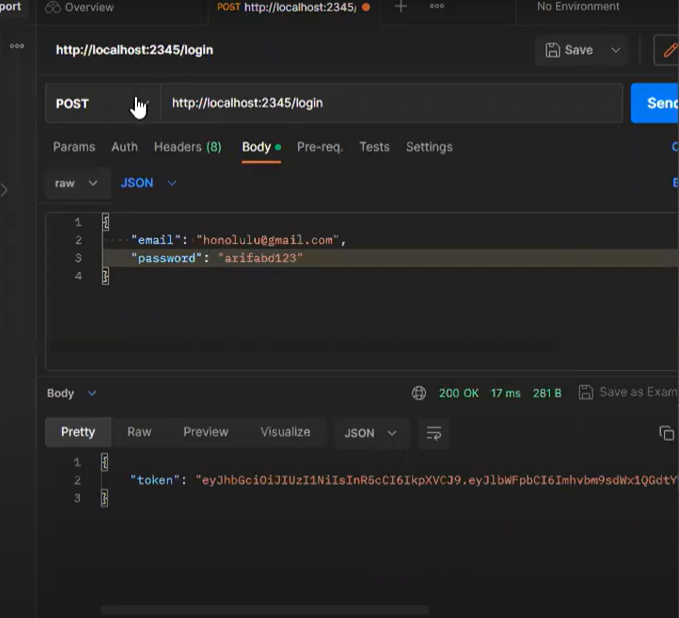 port Overview POST http://localhost:2345/ No Environment
http://localhost:2345/login Save
POST http://localhost:2345/login Send
Params Auth Headers (8) Body Pre-req. Tests Settings
raw JSON
1 {
2 "email": "honolulu@gmail.com",
3 "password": "arifabd123"
4 }
Body 200 OK 17 ms 281 B Save as Exam
Pretty Raw Preview Visualize JSON
1 {
2 "token": "eyJhbGciOiJIUzI1NiIsInR5cCI6IkpXVCJ9.eyJlbWFpbCI6Imhvbm9sdWx1QGdtY
3 }